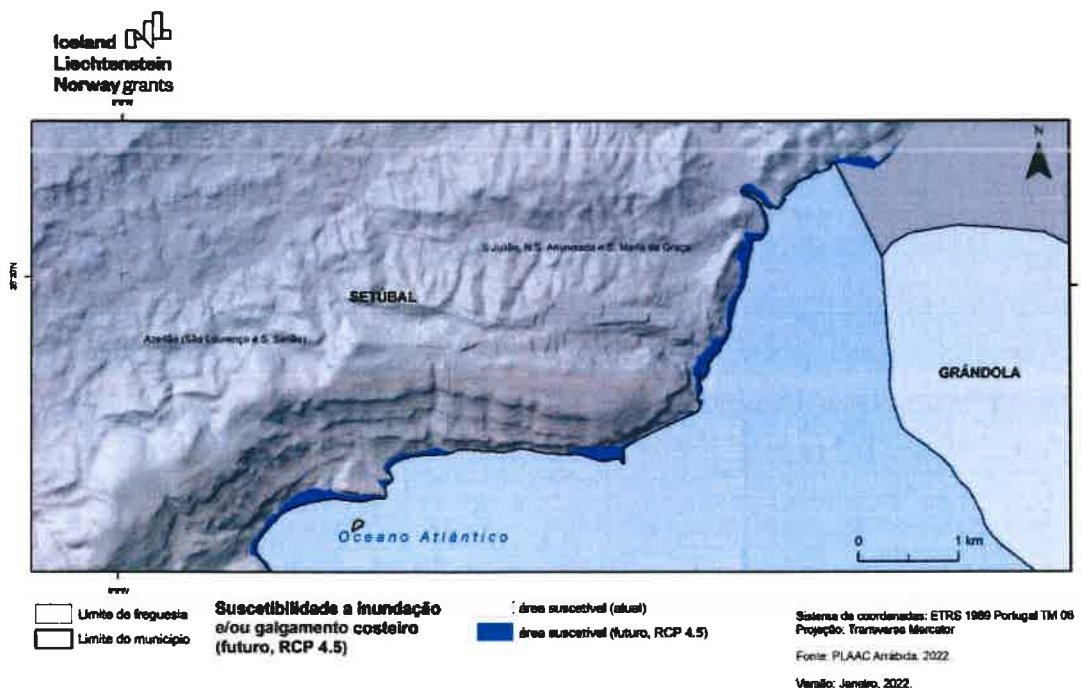 Iceland
Liechtenstein
Norway grants
N
S.Julião, N.S. Anunciada e S. Maria da Graça
SETÚBAL
Azeitão (São Lourenço e S. Simão)
GRÂNDOLA
Oceano Atlântico
0 1 km
Limite de freguesia
Limite do município
Suscetibilidade a inundação
e/ou galgamento costeiro
(futuro, RCP 4.5)
área suscetível (atual)
área suscetível (futuro, RCP 4.5)
Sistema de coordenadas: ETRS 1989 Portugal TM 06
Projeção: Transverse Mercator
Fonte: PLAAC Arrábida, 2022
Versão: Janeiro, 2022.